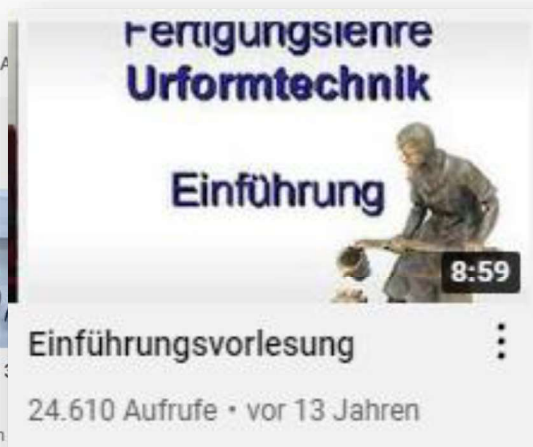 Fertigungslehre
Urformtechnik
Einführung
8:59
Einführungsvorlesung
24.610 Aufrufe • vor 13 Jahren